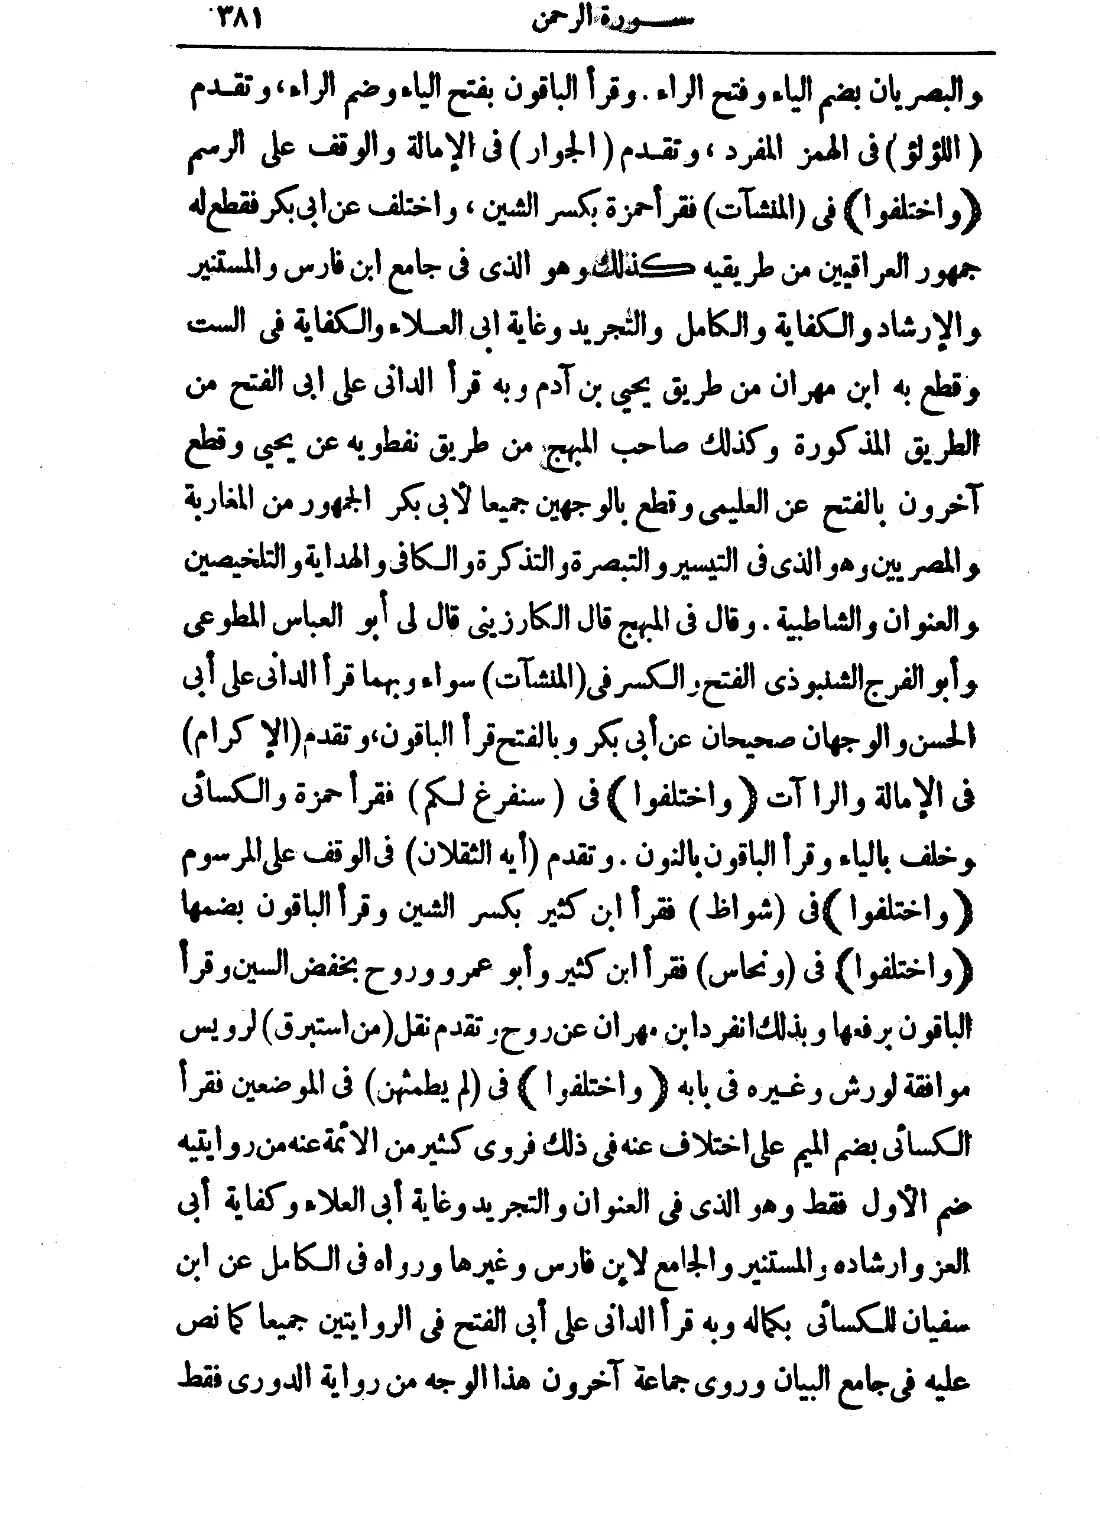 سورة الرحمن ٣٨١
والبصريان بضم الياء وفتح الراء . وقرأ الباقون بفتح الياء وضم الراء، وتقدم
(اللؤلؤ) فى الهمز المفرد ، وتقدم (الجوار) فى الإمالة والوقف على الرسم
(واختلفوا) فى (المنشآت) فقرأ حمزة بكسر الشين ، واختلف عن ابى بكر فقطع له
جمهور العراقيين من طريقيه كذلك وهو الذى فى جامع ابن فارس والمستنير
والإرشاد والكفاية والكامل والتجريد وغاية ابى العلاء والكفاية فى الست
وقطع به ابن مهران من طريق يحيى بن آدم وبه قرأ الدانى على ابى الفتح من
الطريق المذكورة وكذلك صاحب المبهج من طريق نفطويه عن يحيى وقطع
آخرون بالفتح عن العليمى وقطع بالوجهين جميعا لأبى بكر الجمهور من المغاربة
والمصريين وهو الذى فى التيسير والتبصرة والتذكرة والكافى والهداية والتلخيصين
والعنوان والشاطبية . وقال فى المبهج قال الكارزينى قال لى أبو العباس المطوعى
وأبو الفرج الشنبوذى الفتح والكسر فى (المنشآت) سواء وبهما قرأ الدانى على أبى
الحسن والوجهان صحيحان عن أبى بكر وبالفتح قرأ الباقون، وتقدم (الإكرام)
فى الإمالة والراآت (واختلفوا) فى (سنفرغ لكم) فقرأ حمزة والكسائى
وخلف بالياء وقرأ الباقون بالنون . وتقدم (أيه الثقلان) فى الوقف على المرسوم
(واختلفوا) فى (شواظ) فقرأ ابن كثير بكسر الشين وقرأ الباقون بضمها
(واختلفوا) فى (ونحاس) فقرأ ابن كثير وأبو عمرو وروح بخفض السين وقرأ
الباقون برفعها وبذلك انفرد ابن مهران عن روح وتقدم نقل (من استبرق) لرويس
موافقة لورش وغيره فى بابه (واختلفوا) فى (لم يطمثهن) فى الموضعين فقرأ
الكسائى بضم الميم على اختلاف عنه فى ذلك فروى كثير من الائمة عنه من روايتيه
ضم الأول فقط وهو الذى فى العنوان والتجريد وغاية أبى العلاء وكفاية أبى
العز وارشاده والمستنير والجامع لابن فارس وغيرها ورواه فى الكامل عن ابن
سفيان للكسائى بكماله وبه قرأ الدانى على أبى الفتح فى الروايتين جميعا كما نص
عليه فى جامع البيان وروى جماعة آخرون هذا الوجه من رواية الدورى فقط